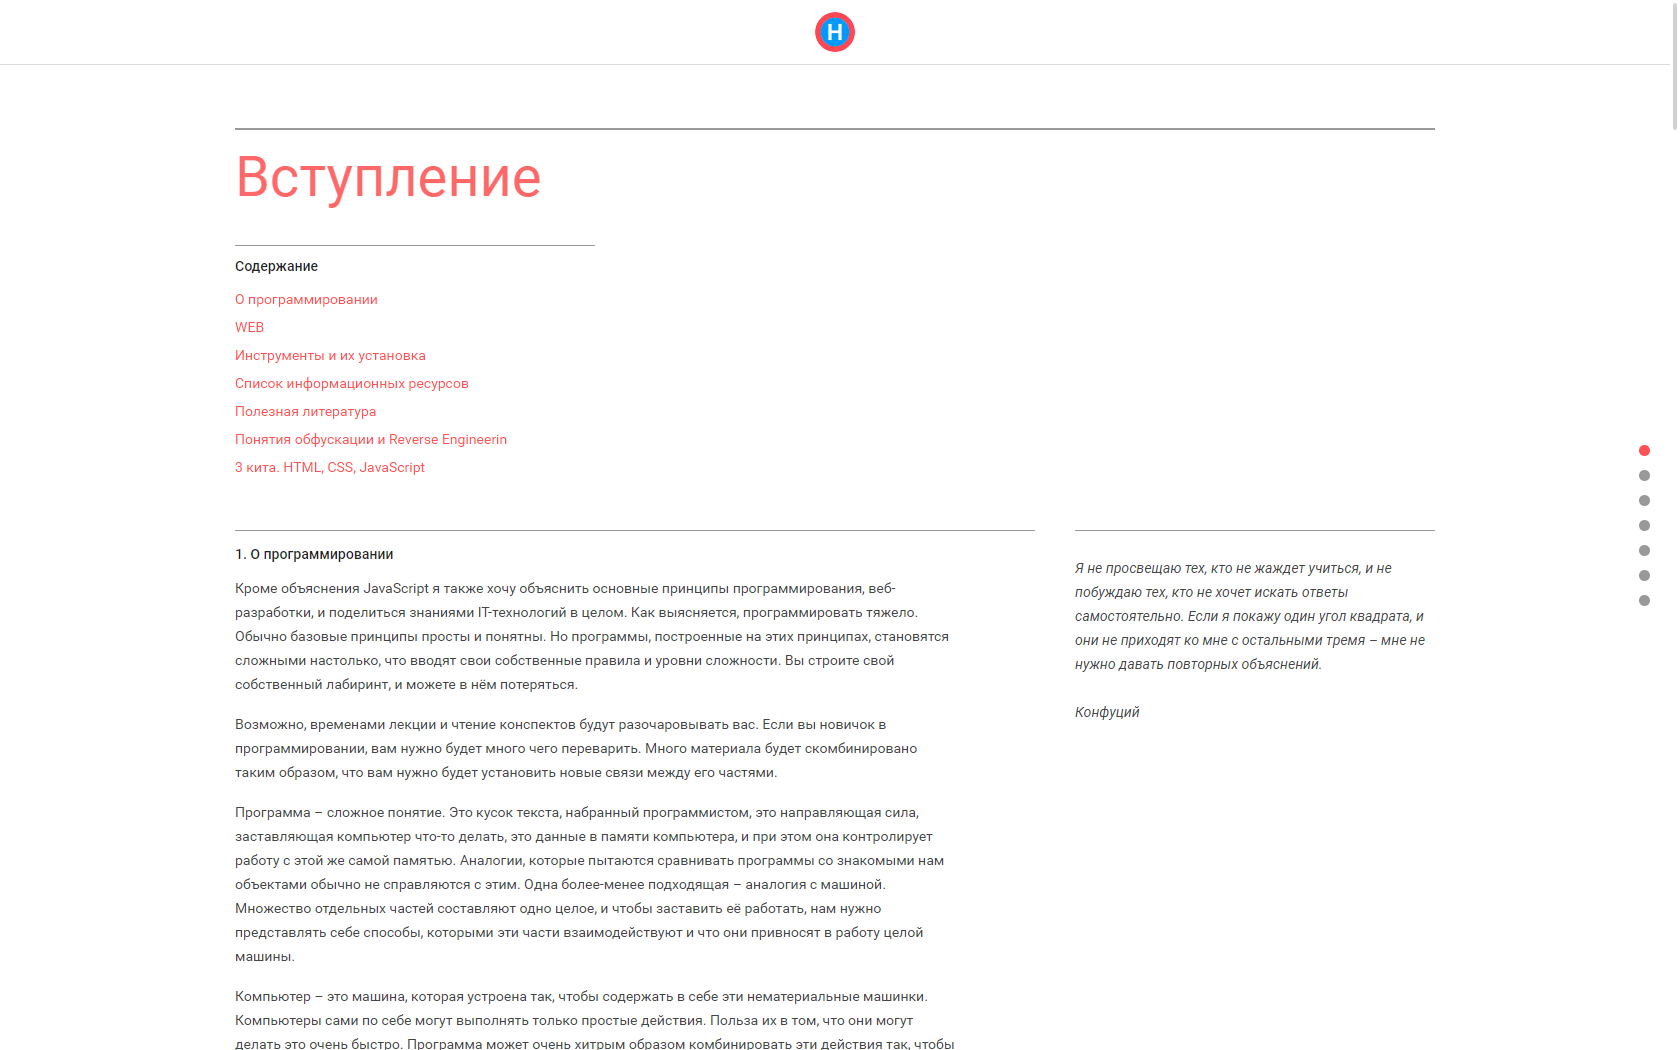 H
Вступление
Содержание
О программировании
WEB
Инструменты и их установка
Список информационных ресурсов
Полезная литература
Понятия обфускации и Reverse Engineerin
3 кита. HTML, CSS, JavaScript
1. О программировании
Кроме объяснения JavaScript я также хочу объяснить основные принципы программирования, веб-
разработки, и поделиться знаниями IT-технологий в целом. Как выясняется, программировать тяжело.
Обычно базовые принципы просты и понятны. Но программы, построенные на этих принципах, становятся
сложными настолько, что вводят свои собственные правила и уровни сложности. Вы строите свой
собственный лабиринт, и можете в нём потеряться.
Возможно, временами лекции и чтение конспектов будут разочаровывать вас. Если вы новичок в
программировании, вам нужно будет много чего переварить. Много материала будет скомбинировано
таким образом, что вам нужно будет установить новые связи между его частями.
Программа – сложное понятие. Это кусок текста, набранный программистом, это направляющая сила,
заставляющая компьютер что-то делать, это данные в памяти компьютера, и при этом она контролирует
работу с этой же самой памятью. Аналогии, которые пытаются сравнивать программы со знакомыми нам
объектами обычно не справляются с этим. Одна более-менее подходящая – аналогия с машиной.
Множество отдельных частей составляют одно целое, и чтобы заставить её работать, нам нужно
представлять себе способы, которыми эти части взаимодействуют и что они привносят в работу целой
машины.
Компьютер – это машина, которая устроена так, чтобы содержать в себе эти нематериальные машинки.
Компьютеры сами по себе могут выполнять только простые действия. Польза их в том, что они могут
делать это очень быстро. Программа может очень хитрым образом комбинировать эти действия так, чтобы
Я не просвещаю тех, кто не жаждет учиться, и не
побуждаю тех, кто не хочет искать ответы
самостоятельно. Если я покажу один угол квадрата, и
они не приходят ко мне с остальными тремя – мне не
нужно давать повторных объяснений.
Конфуций